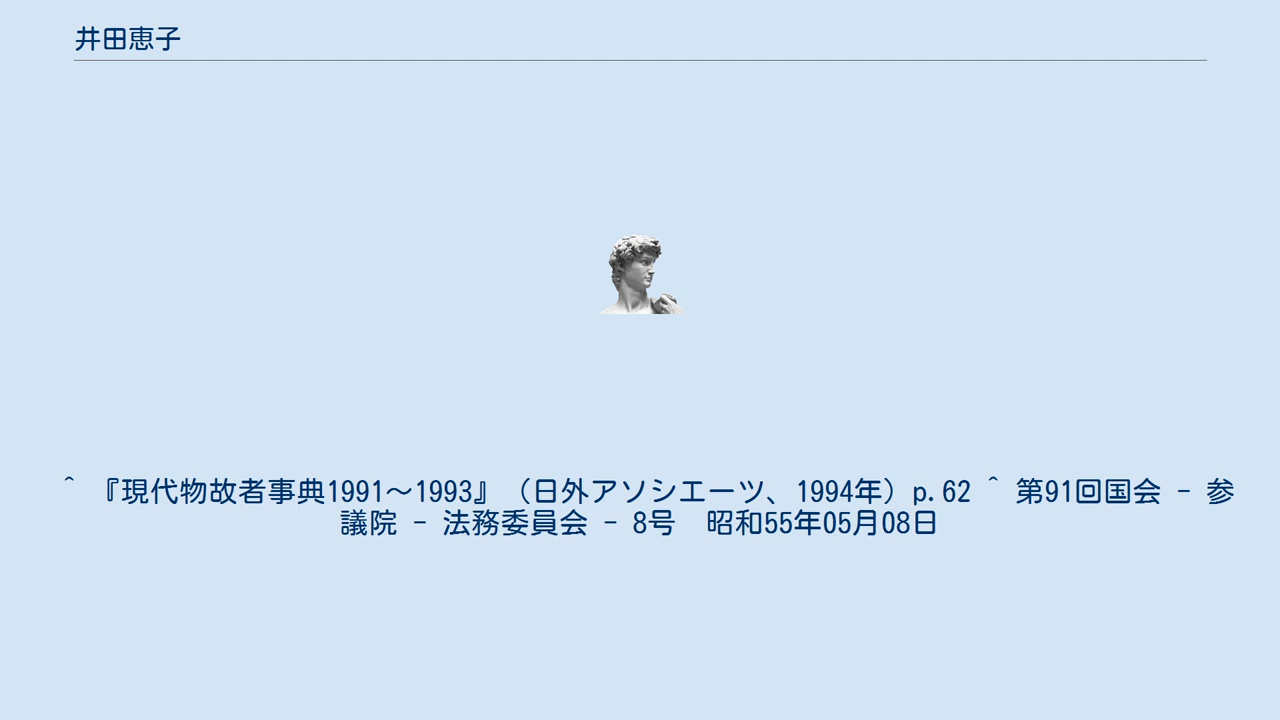 井田恵子
^ 『現代物故者事典1991～1993』（日外アソシエーツ、1994年）p.62 ^ 第91回国会 - 参
議院 - 法務委員会 - 8号　昭和55年05月08日